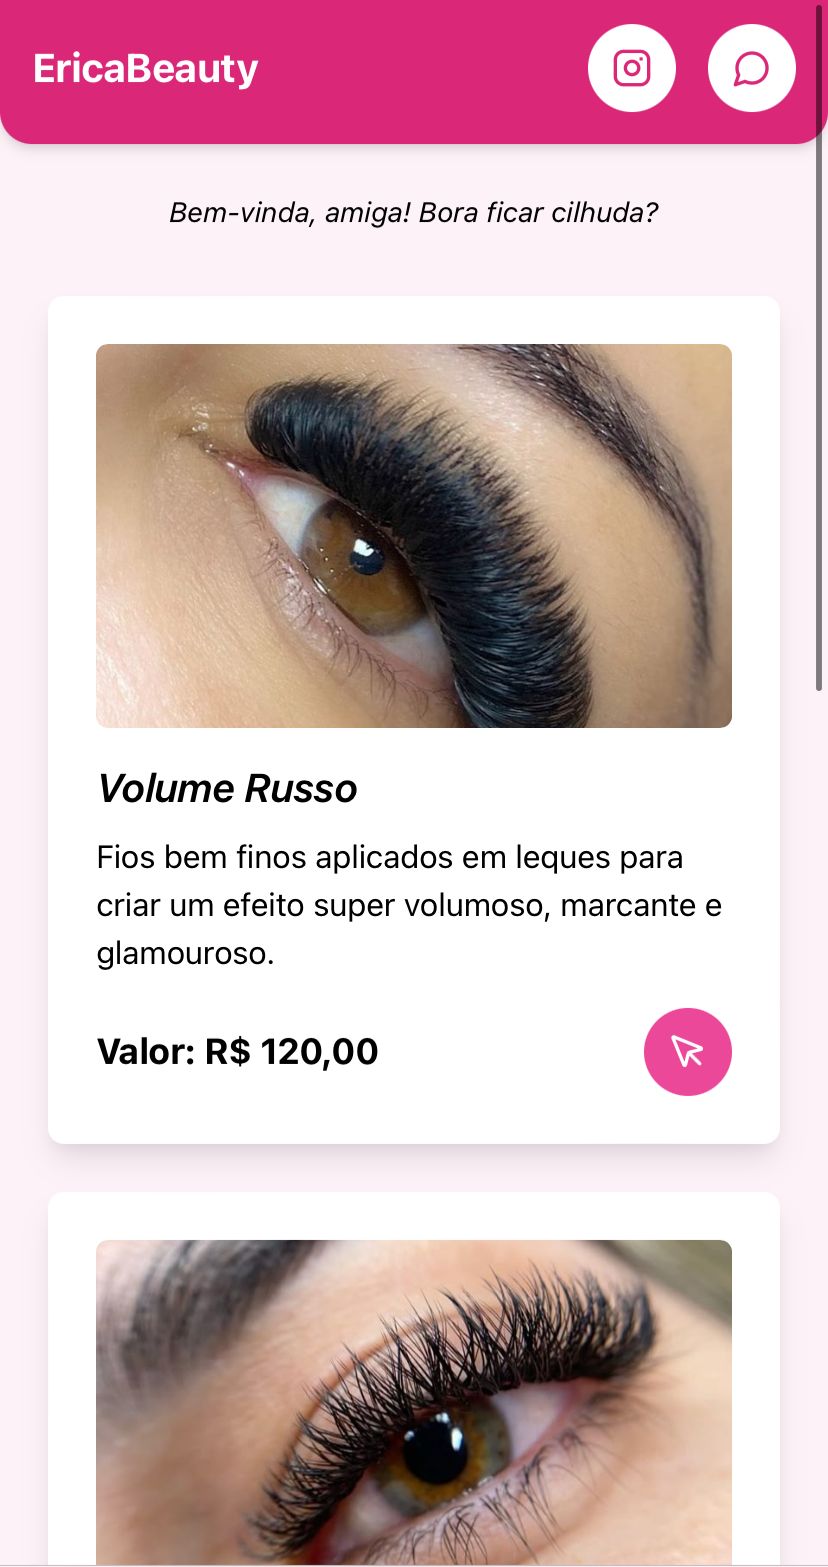 EricaBeauty
Bem-vinda, amiga! Bora ficar cilhuda?
Volume Russo
Fios bem finos aplicados em leques para
criar um efeito super volumoso, marcante e
glamouroso.
Valor: R$ 120,00